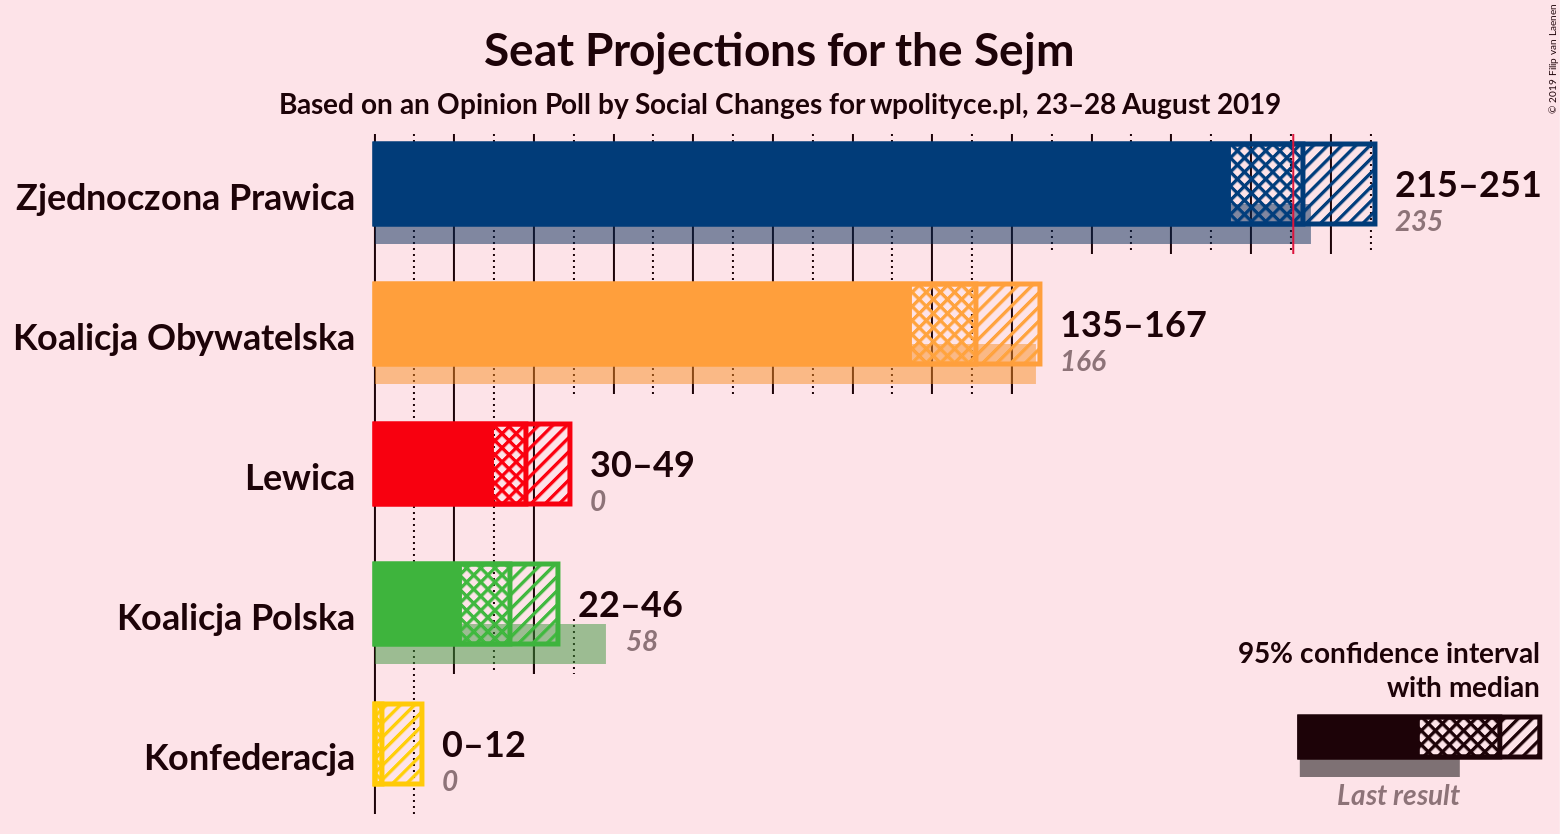 Seat Projections for the Sejm
Based on an Opinion Poll by Social Changes for wpolityce.pl, 23–28 August 2019
© 2019 Filip van Laenen
Zjednoczona Prawica
215–251
235
Koalicja Obywatelska
135–167
166
Lewica
30–49
0
Koalicja Polska
22–46
58
Konfederacja
0–12
0
95% confidence interval
with median
Last result